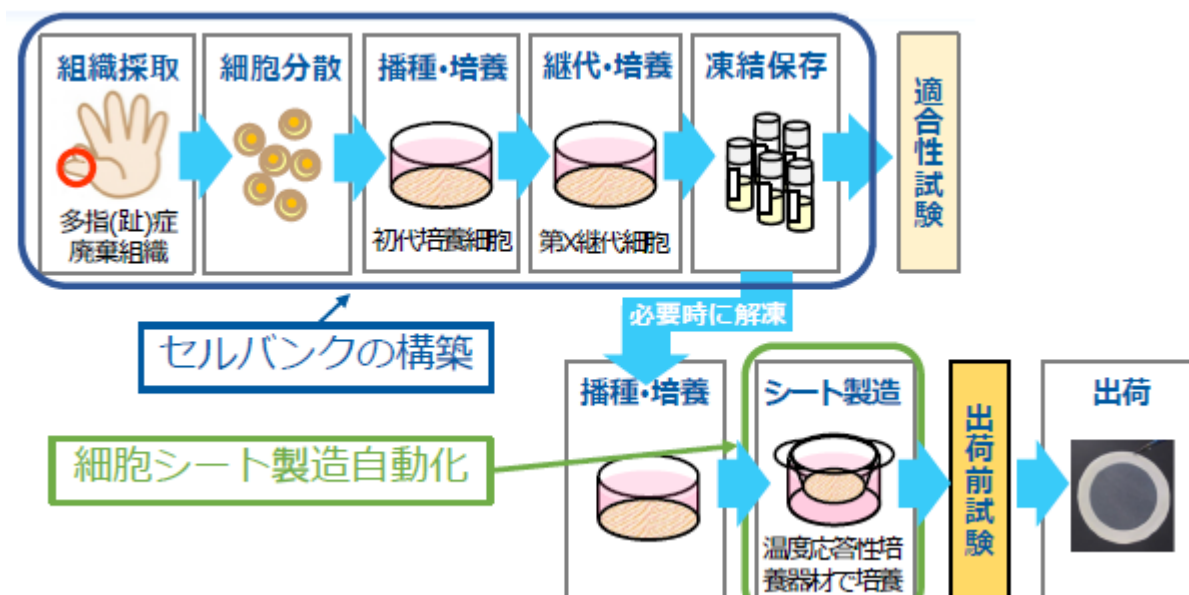 組織採取
細胞分散
播種・培養
継代・培養
凍結保存
適合性試験
多指(趾)症
廃棄組織
初代培養細胞
第X継代細胞
必要時に解凍
セルバンクの構築
播種・培養
シート製造
出荷前試験
出荷
細胞シート製造自動化
温度応答性培
養器材で培養